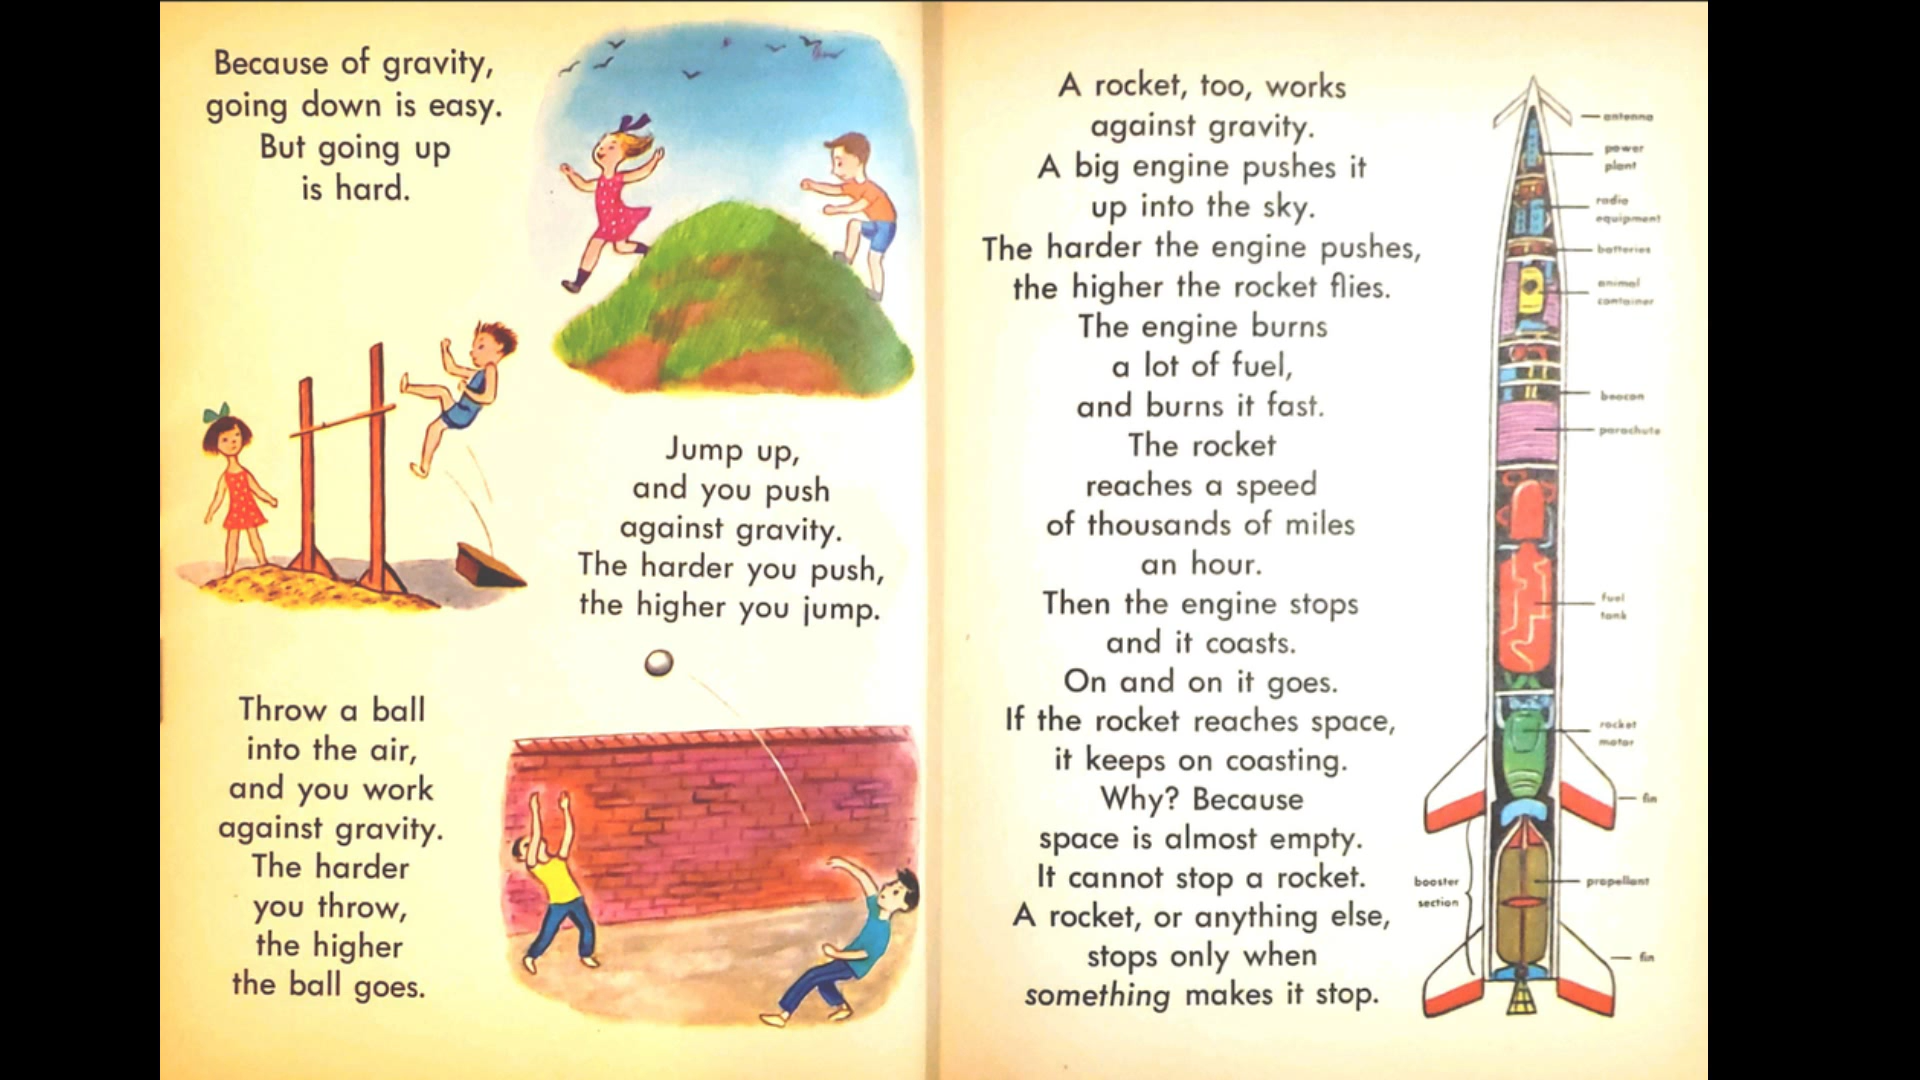 Because of gravity,
going down is easy.
But going up
is hard.
Jump up,
and you push
against gravity.
The harder you push,
the higher you jump.
Throw a ball
into the air,
and you work
against gravity.
The harder
you throw,
the higher
the ball goes.
A rocket, too, works
against gravity.
A big engine pushes it
up into the sky.
The harder the engine pushes,
the higher the rocket flies.
The engine burns
a lot of fuel,
and burns it fast.
The rocket
reaches a speed
of thousands of miles
an hour.
Then the engine stops
and it coasts.
On and on it goes.
If the rocket reaches space,
it keeps on coasting.
Why? Because
space is almost empty.
It cannot stop a rocket.
A rocket, or anything else,
stops only when
something makes it stop.
antenna
power
plant
radio
equipment
batteries
animal
container
beacon
parachute
fuel
tank
rocket
motor
fin
booster
section
propellant
fin